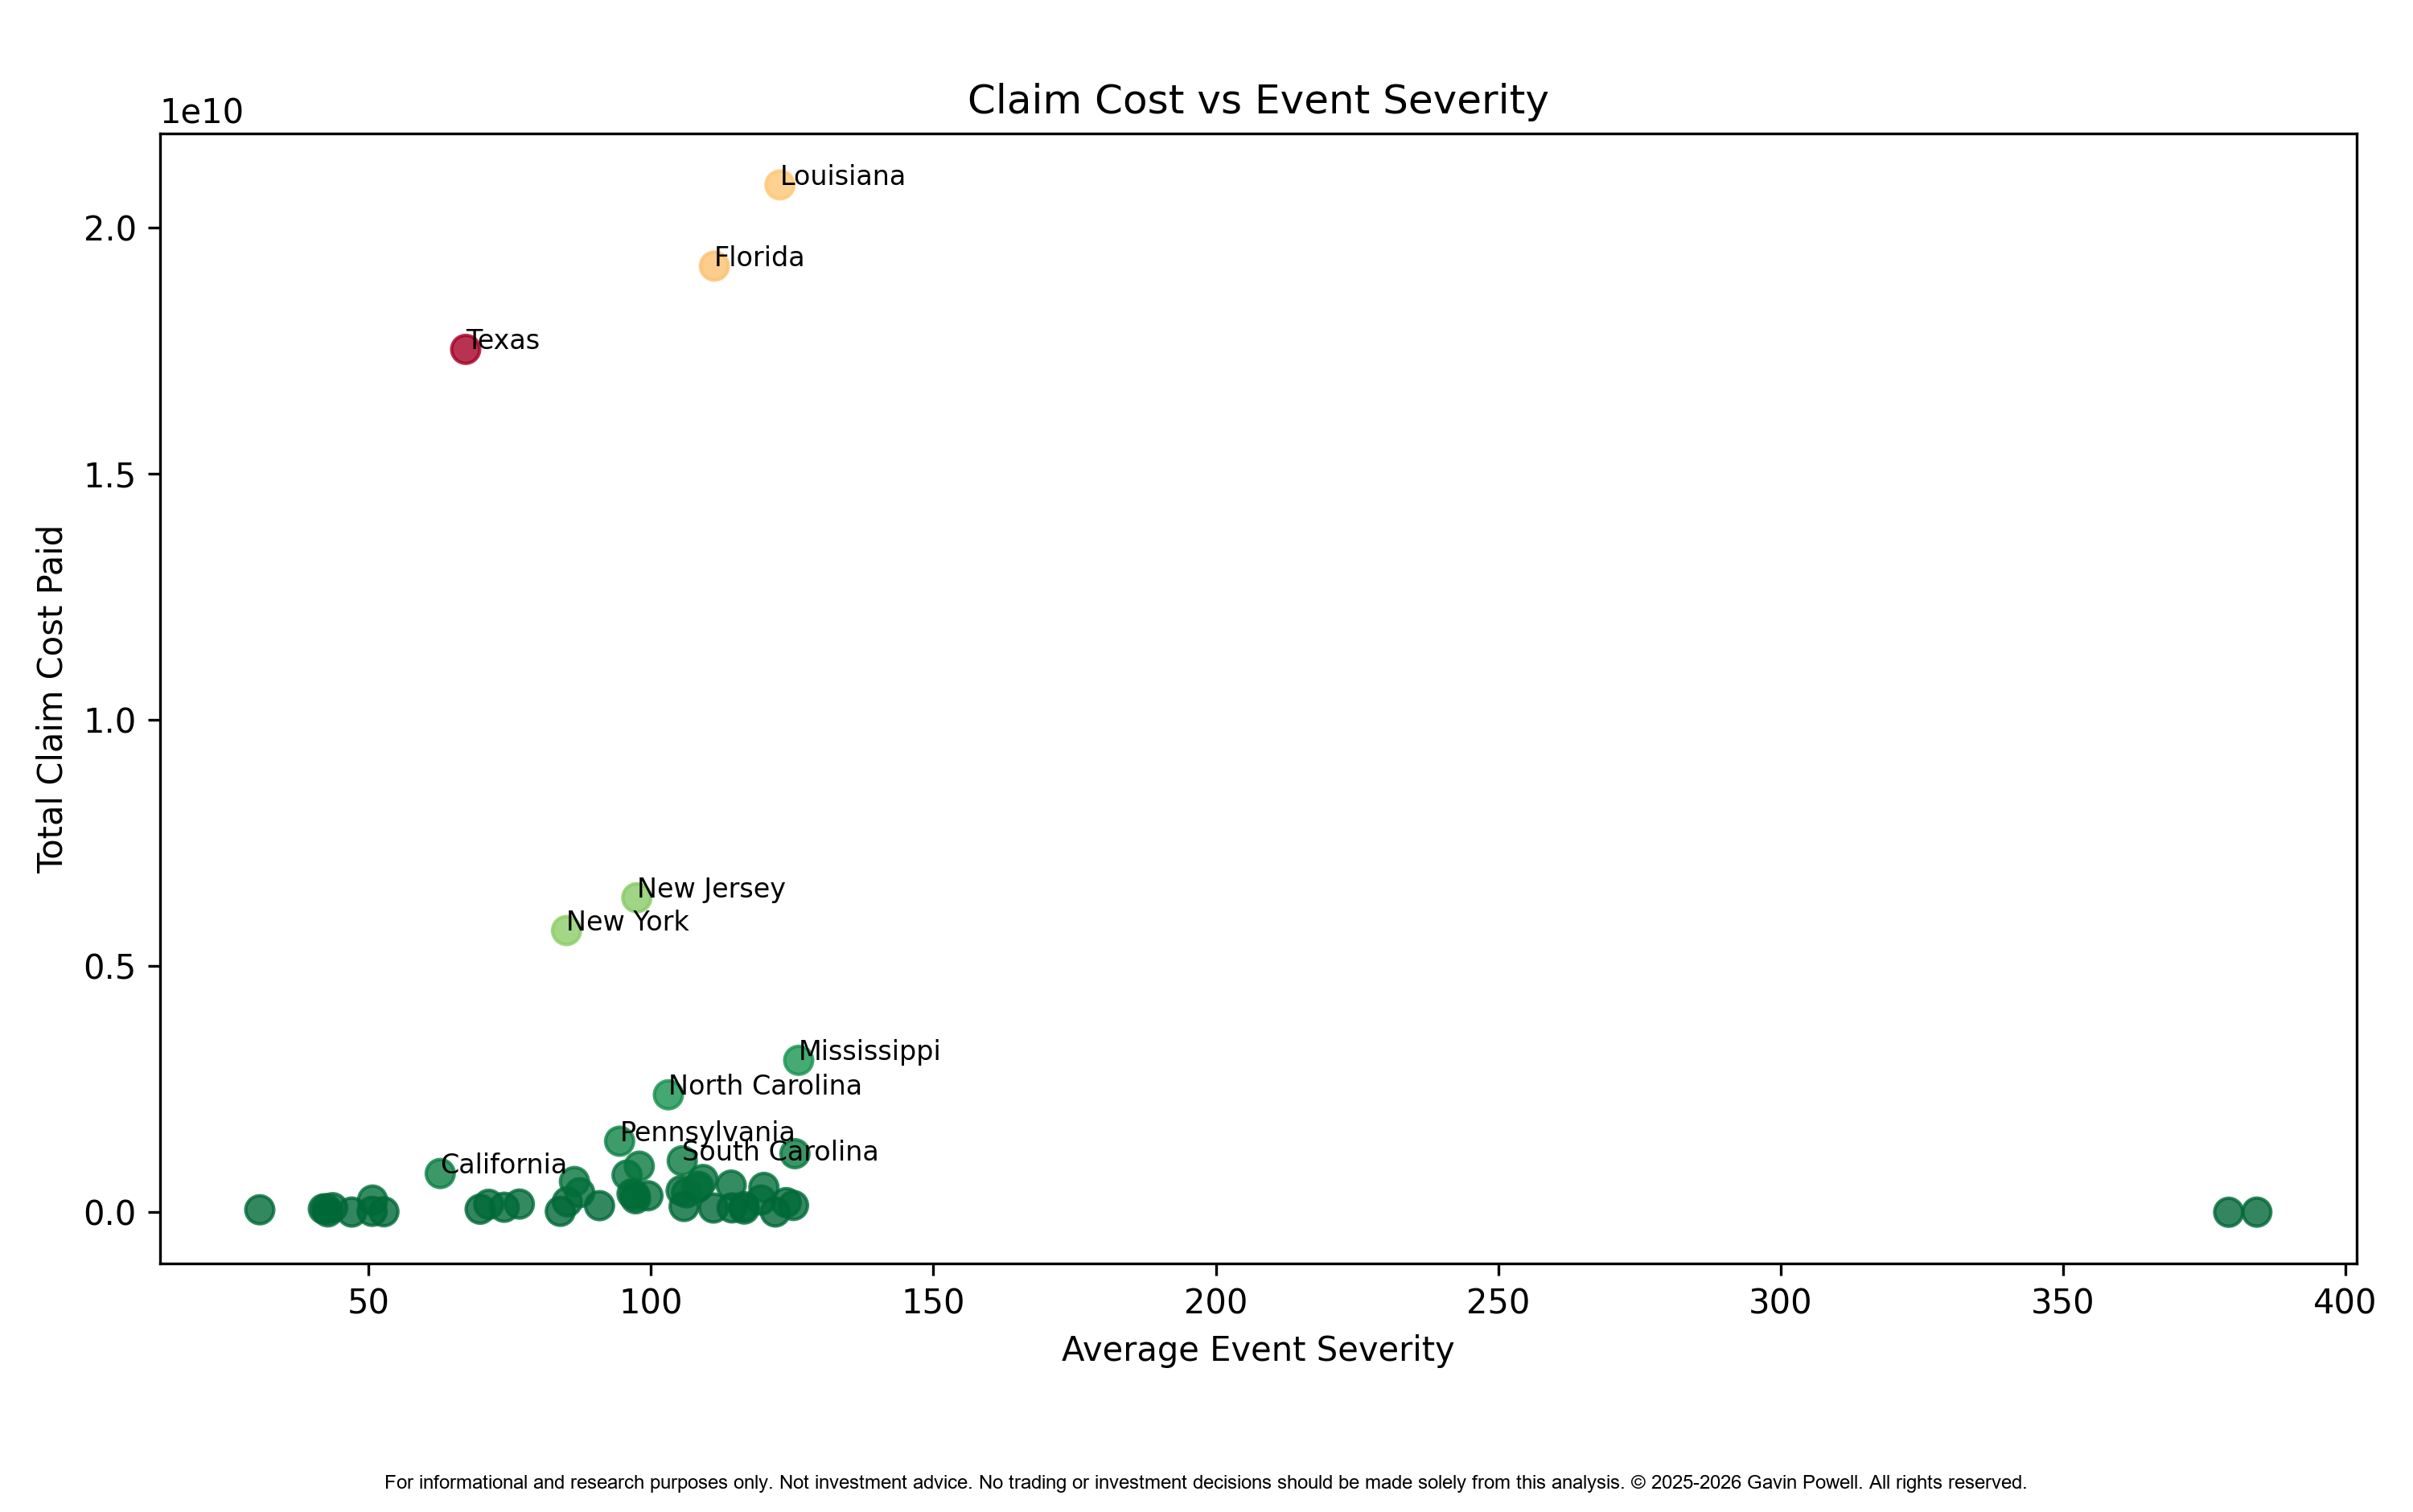 Claim Cost vs Event Severity
1e10
Louisiana
2.0
Florida
Texas
1.5
Total Claim Cost Paid
1.0
New Jersey
New York
0.5
Mississippi
North Carolina
Pennsylvania
South Carolina
California
0.0
50 100 150 200 250 300 350 400
Average Event Severity
For informational and research purposes only. Not investment advice. No trading or investment decisions should be made solely from this analysis. © 2025-2026 Gavin Powell. All rights reserved.